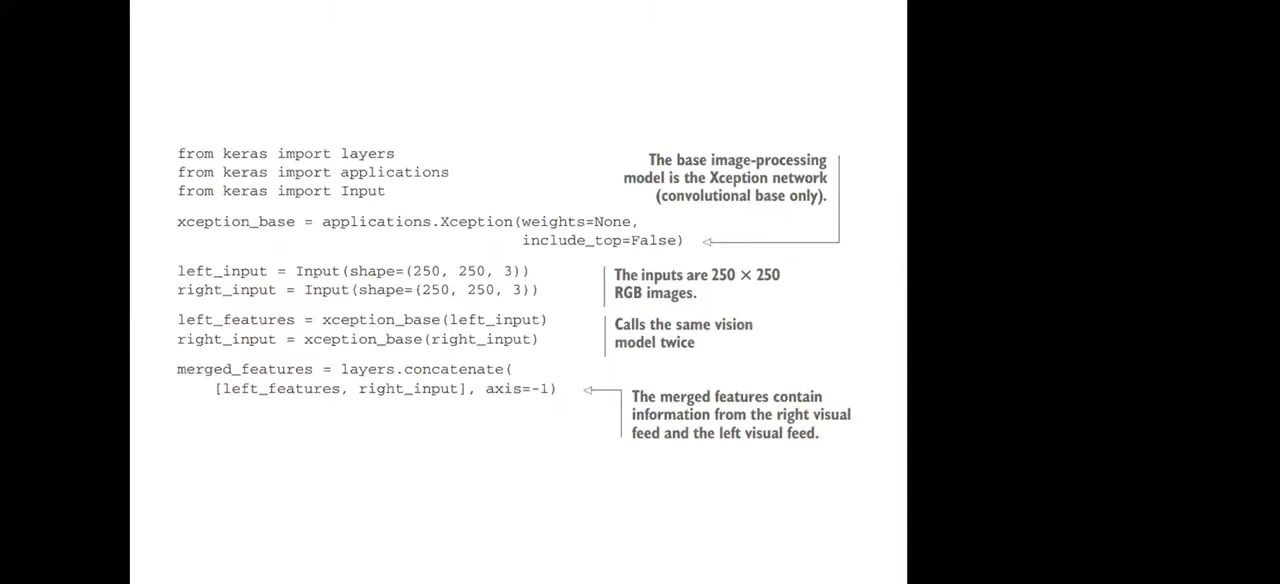 from keras import layers
from keras import applications
from keras import Input
The base image-processing
model is the Xception network
(convolutional base only).
xception_base = applications.Xception(weights=None,
include_top=False)
left_input = Input(shape=(250, 250, 3))
right_input = Input(shape=(250, 250, 3))
The inputs are 250 × 250
RGB images.
left_features = xception_base(left_input)
right_input = xception_base(right_input)
Calls the same vision
model twice
merged_features = layers.concatenate(
[left_features, right_input], axis=-1)
The merged features contain
information from the right visual
feed and the left visual feed.